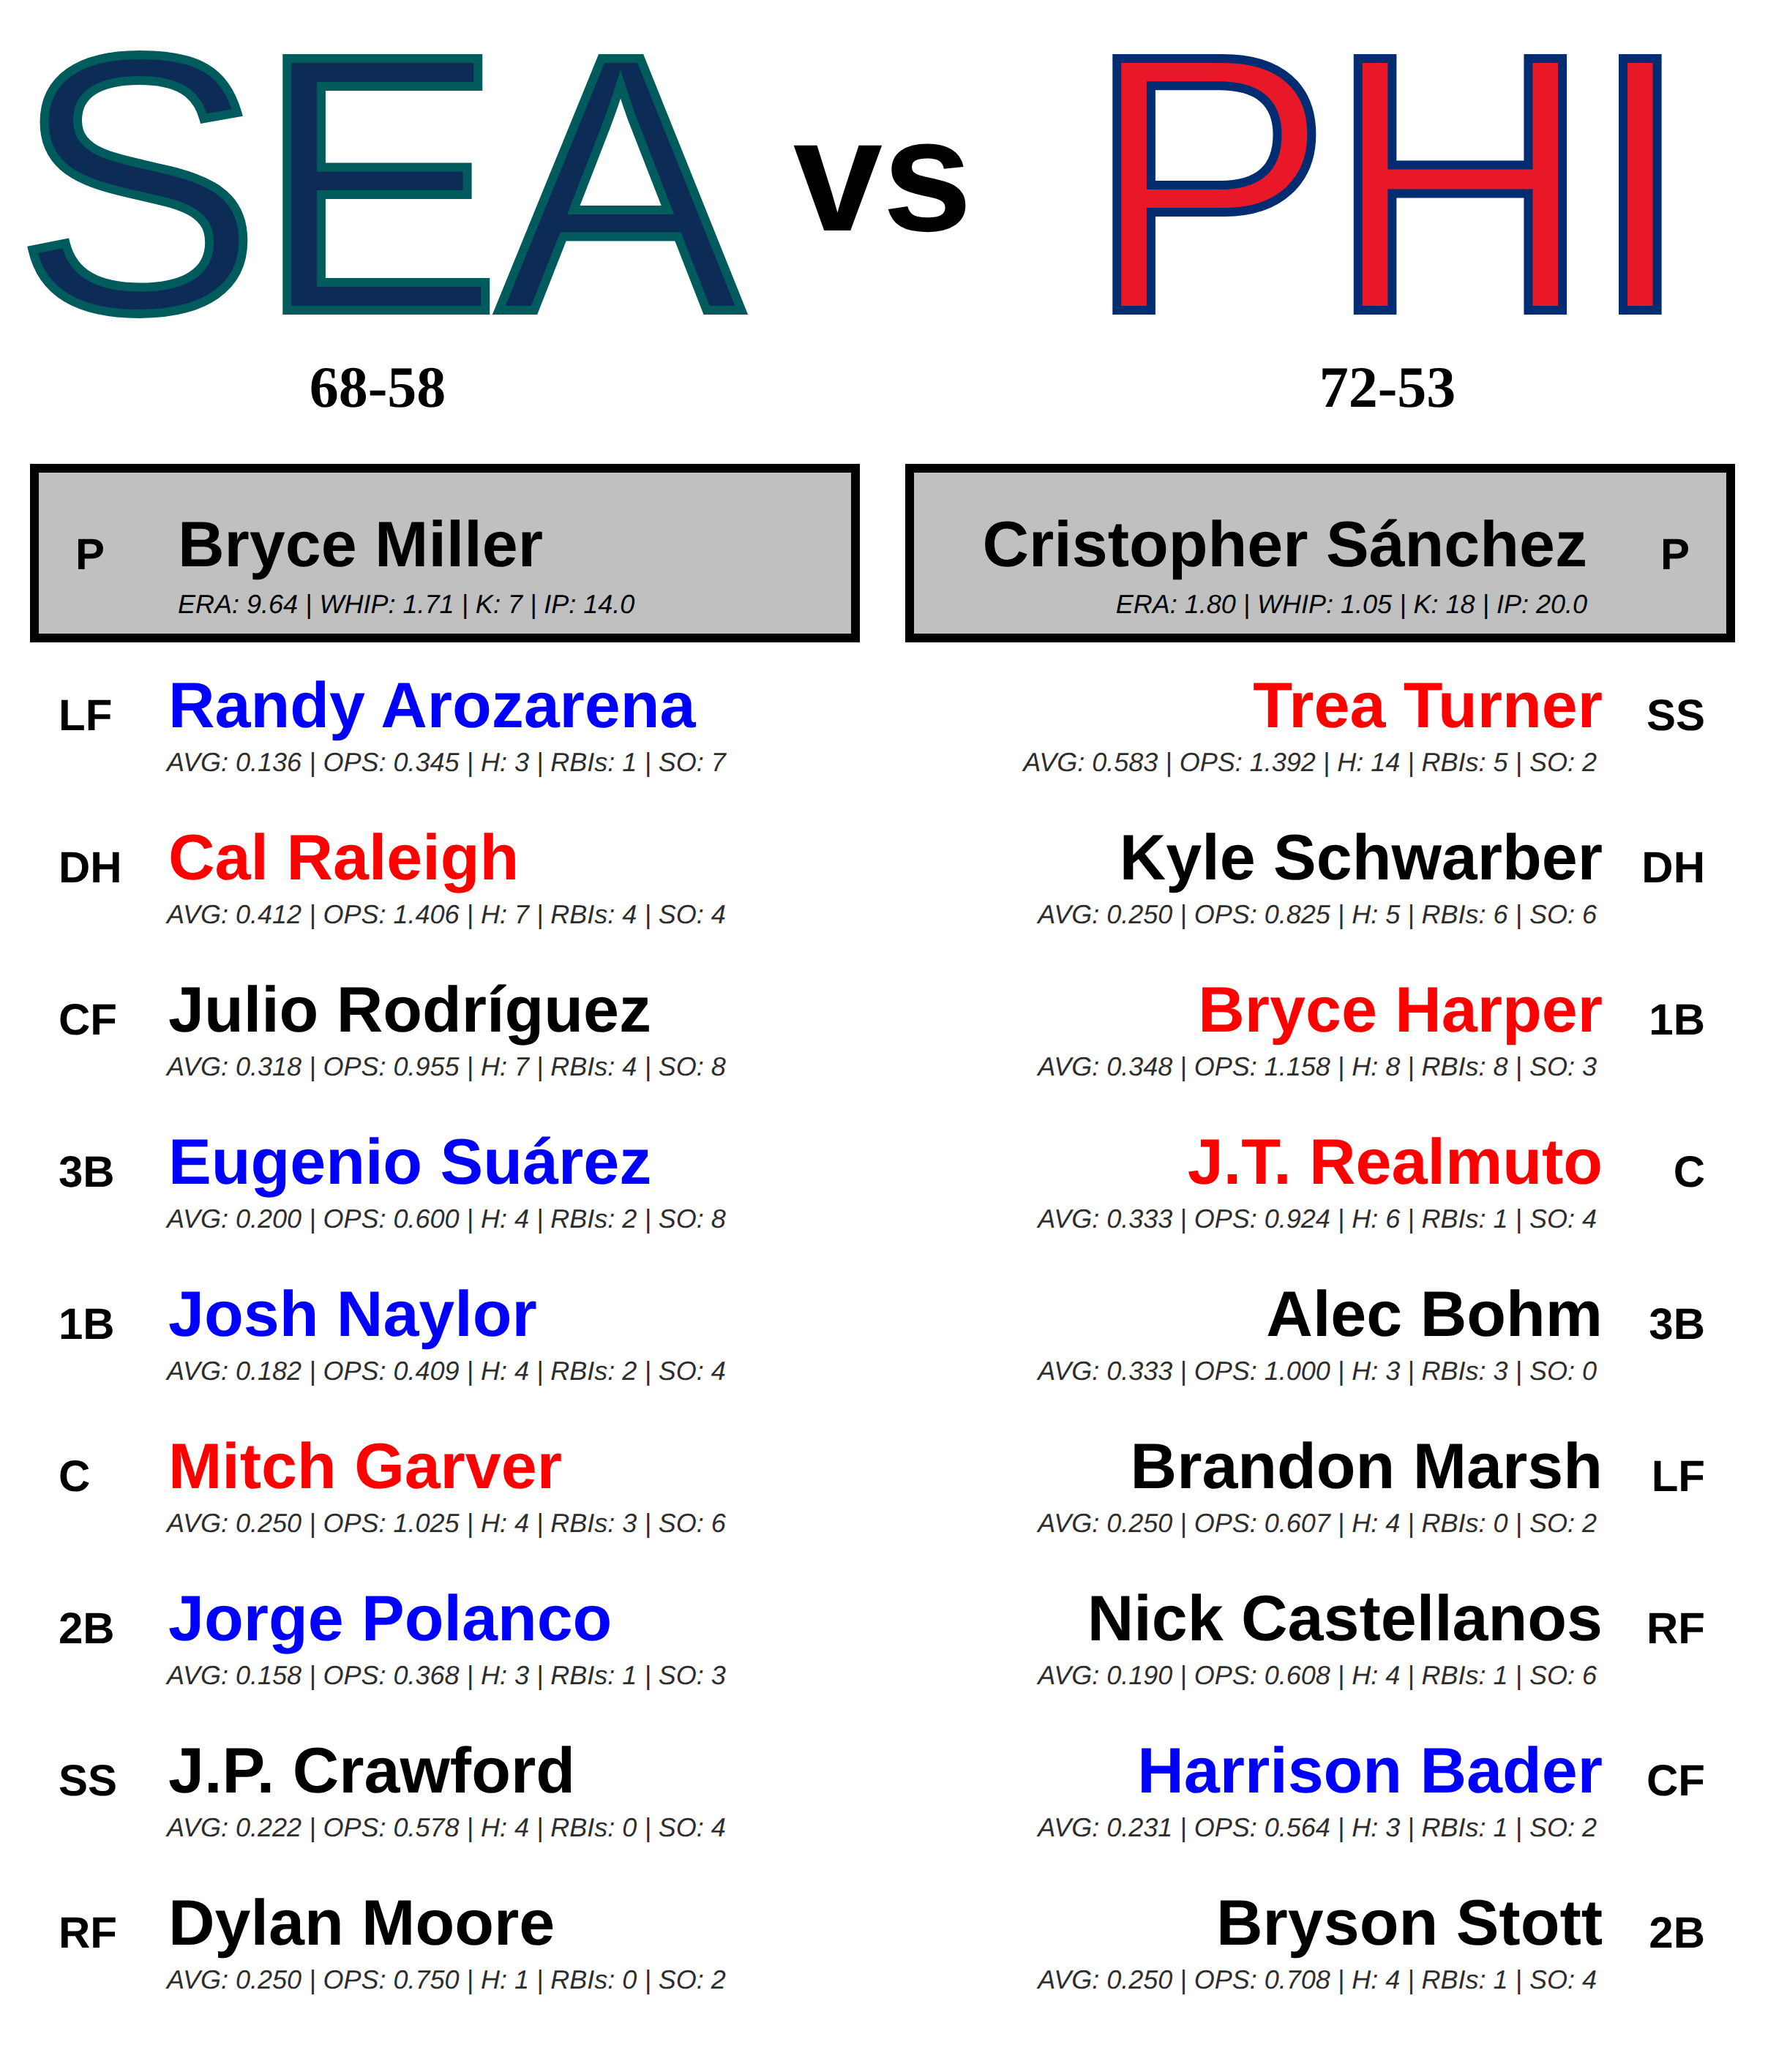 SEA vs PHI
68-58 72-53
P Bryce Miller
ERA: 9.64 | WHIP: 1.71 | K: 7 | IP: 14.0
Cristopher Sánchez P
ERA: 1.80 | WHIP: 1.05 | K: 18 | IP: 20.0
LF Randy Arozarena
AVG: 0.136 | OPS: 0.345 | H: 3 | RBIs: 1 | SO: 7
DH Cal Raleigh
AVG: 0.412 | OPS: 1.406 | H: 7 | RBIs: 4 | SO: 4
CF Julio Rodríguez
AVG: 0.318 | OPS: 0.955 | H: 7 | RBIs: 4 | SO: 8
3B Eugenio Suárez
AVG: 0.200 | OPS: 0.600 | H: 4 | RBIs: 2 | SO: 8
1B Josh Naylor
AVG: 0.182 | OPS: 0.409 | H: 4 | RBIs: 2 | SO: 4
C Mitch Garver
AVG: 0.250 | OPS: 1.025 | H: 4 | RBIs: 3 | SO: 6
2B Jorge Polanco
AVG: 0.158 | OPS: 0.368 | H: 3 | RBIs: 1 | SO: 3
SS J.P. Crawford
AVG: 0.222 | OPS: 0.578 | H: 4 | RBIs: 0 | SO: 4
RF Dylan Moore
AVG: 0.250 | OPS: 0.750 | H: 1 | RBIs: 0 | SO: 2
Trea Turner SS
AVG: 0.583 | OPS: 1.392 | H: 14 | RBIs: 5 | SO: 2
Kyle Schwarber DH
AVG: 0.250 | OPS: 0.825 | H: 5 | RBIs: 6 | SO: 6
Bryce Harper 1B
AVG: 0.348 | OPS: 1.158 | H: 8 | RBIs: 8 | SO: 3
J.T. Realmuto C
AVG: 0.333 | OPS: 0.924 | H: 6 | RBIs: 1 | SO: 4
Alec Bohm 3B
AVG: 0.333 | OPS: 1.000 | H: 3 | RBIs: 3 | SO: 0
Brandon Marsh LF
AVG: 0.250 | OPS: 0.607 | H: 4 | RBIs: 0 | SO: 2
Nick Castellanos RF
AVG: 0.190 | OPS: 0.608 | H: 4 | RBIs: 1 | SO: 6
Harrison Bader CF
AVG: 0.231 | OPS: 0.564 | H: 3 | RBIs: 1 | SO: 2
Bryson Stott 2B
AVG: 0.250 | OPS: 0.708 | H: 4 | RBIs: 1 | SO: 4